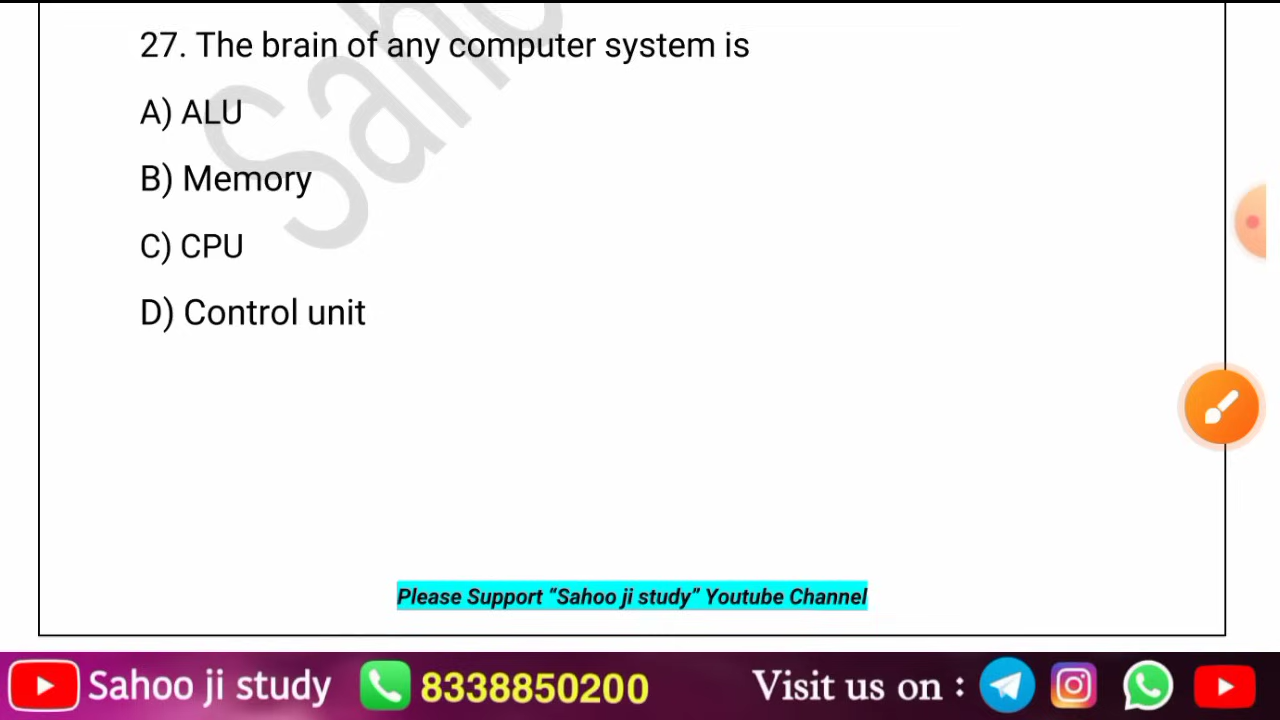 27. The brain of any computer system is
A) ALU
B) Memory
C) CPU
D) Control unit
Please Support “Sahoo ji study” Youtube Channel
Sahoo ji study 8338850200 Visit us on :